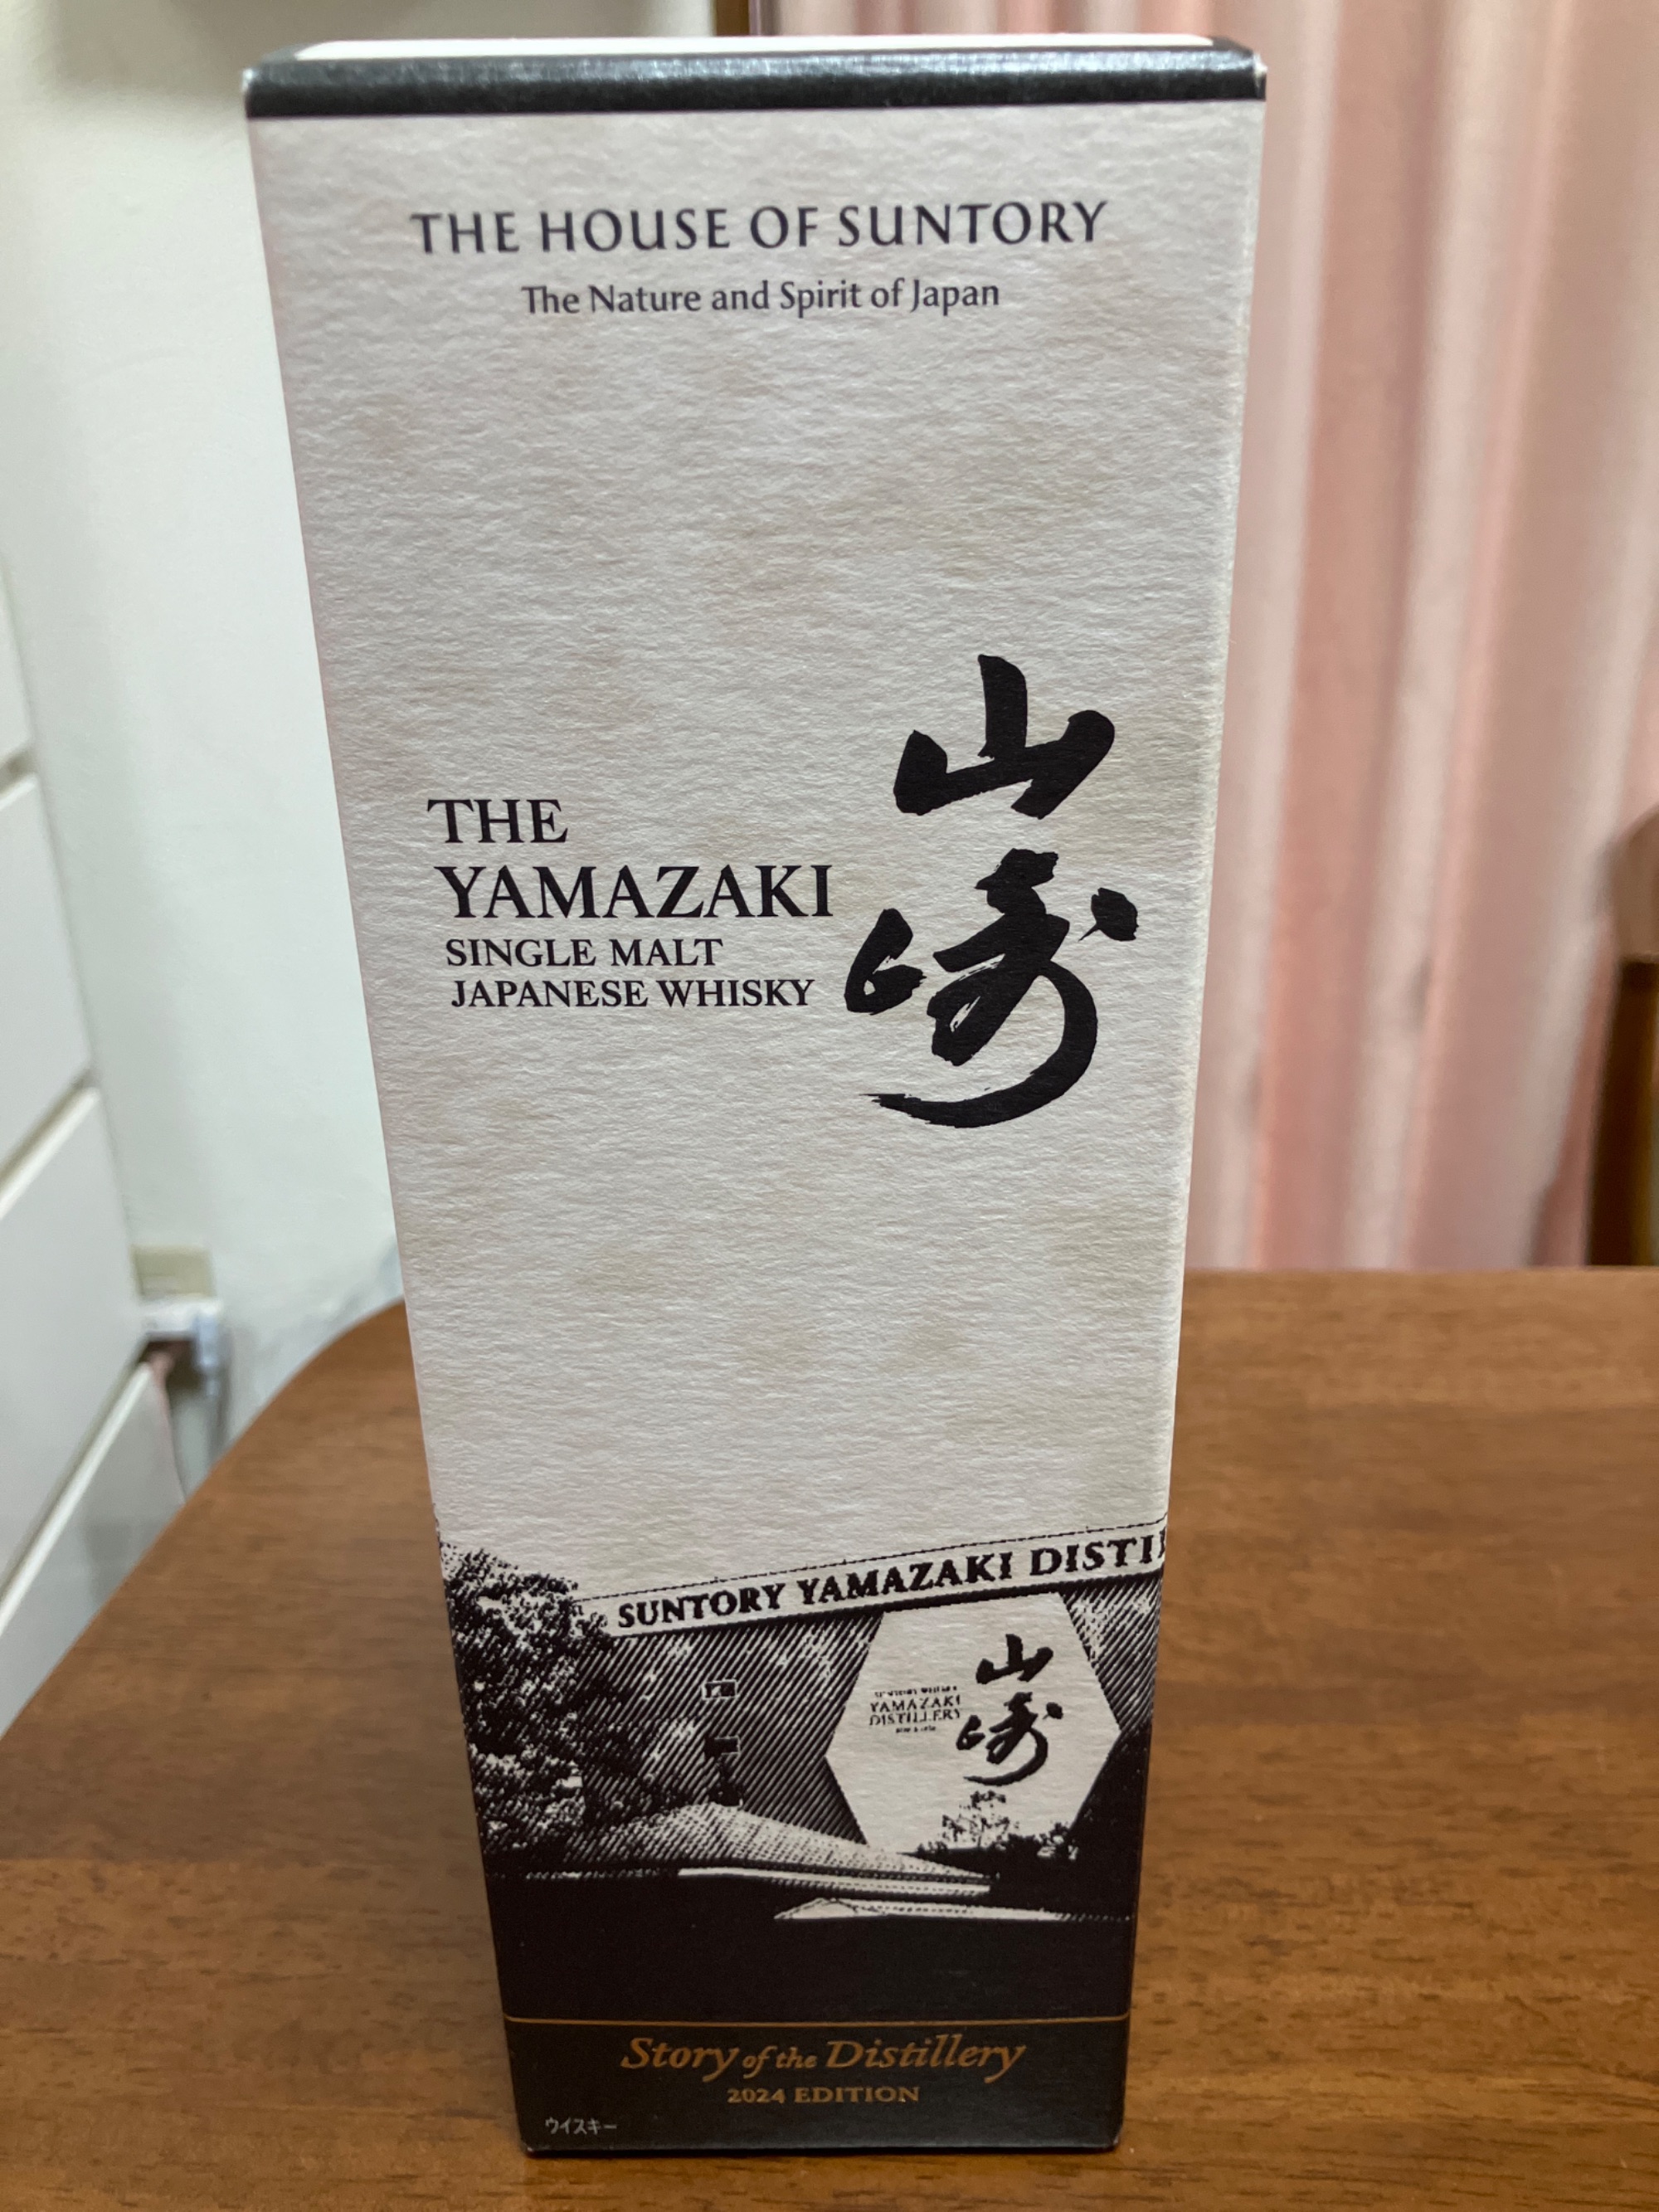 THE HOUSE OF SUNTORY
The Nature and Spirit of Japan
山崎
THE
YAMAZAKI
SINGLE MALT
JAPANESE WHISKY
SUNTORY YAMAZAKI DISTI
山崎
YAMAZAKI
DISTILLERY
Story of the Distillery
2024 EDITION
ウイスキー